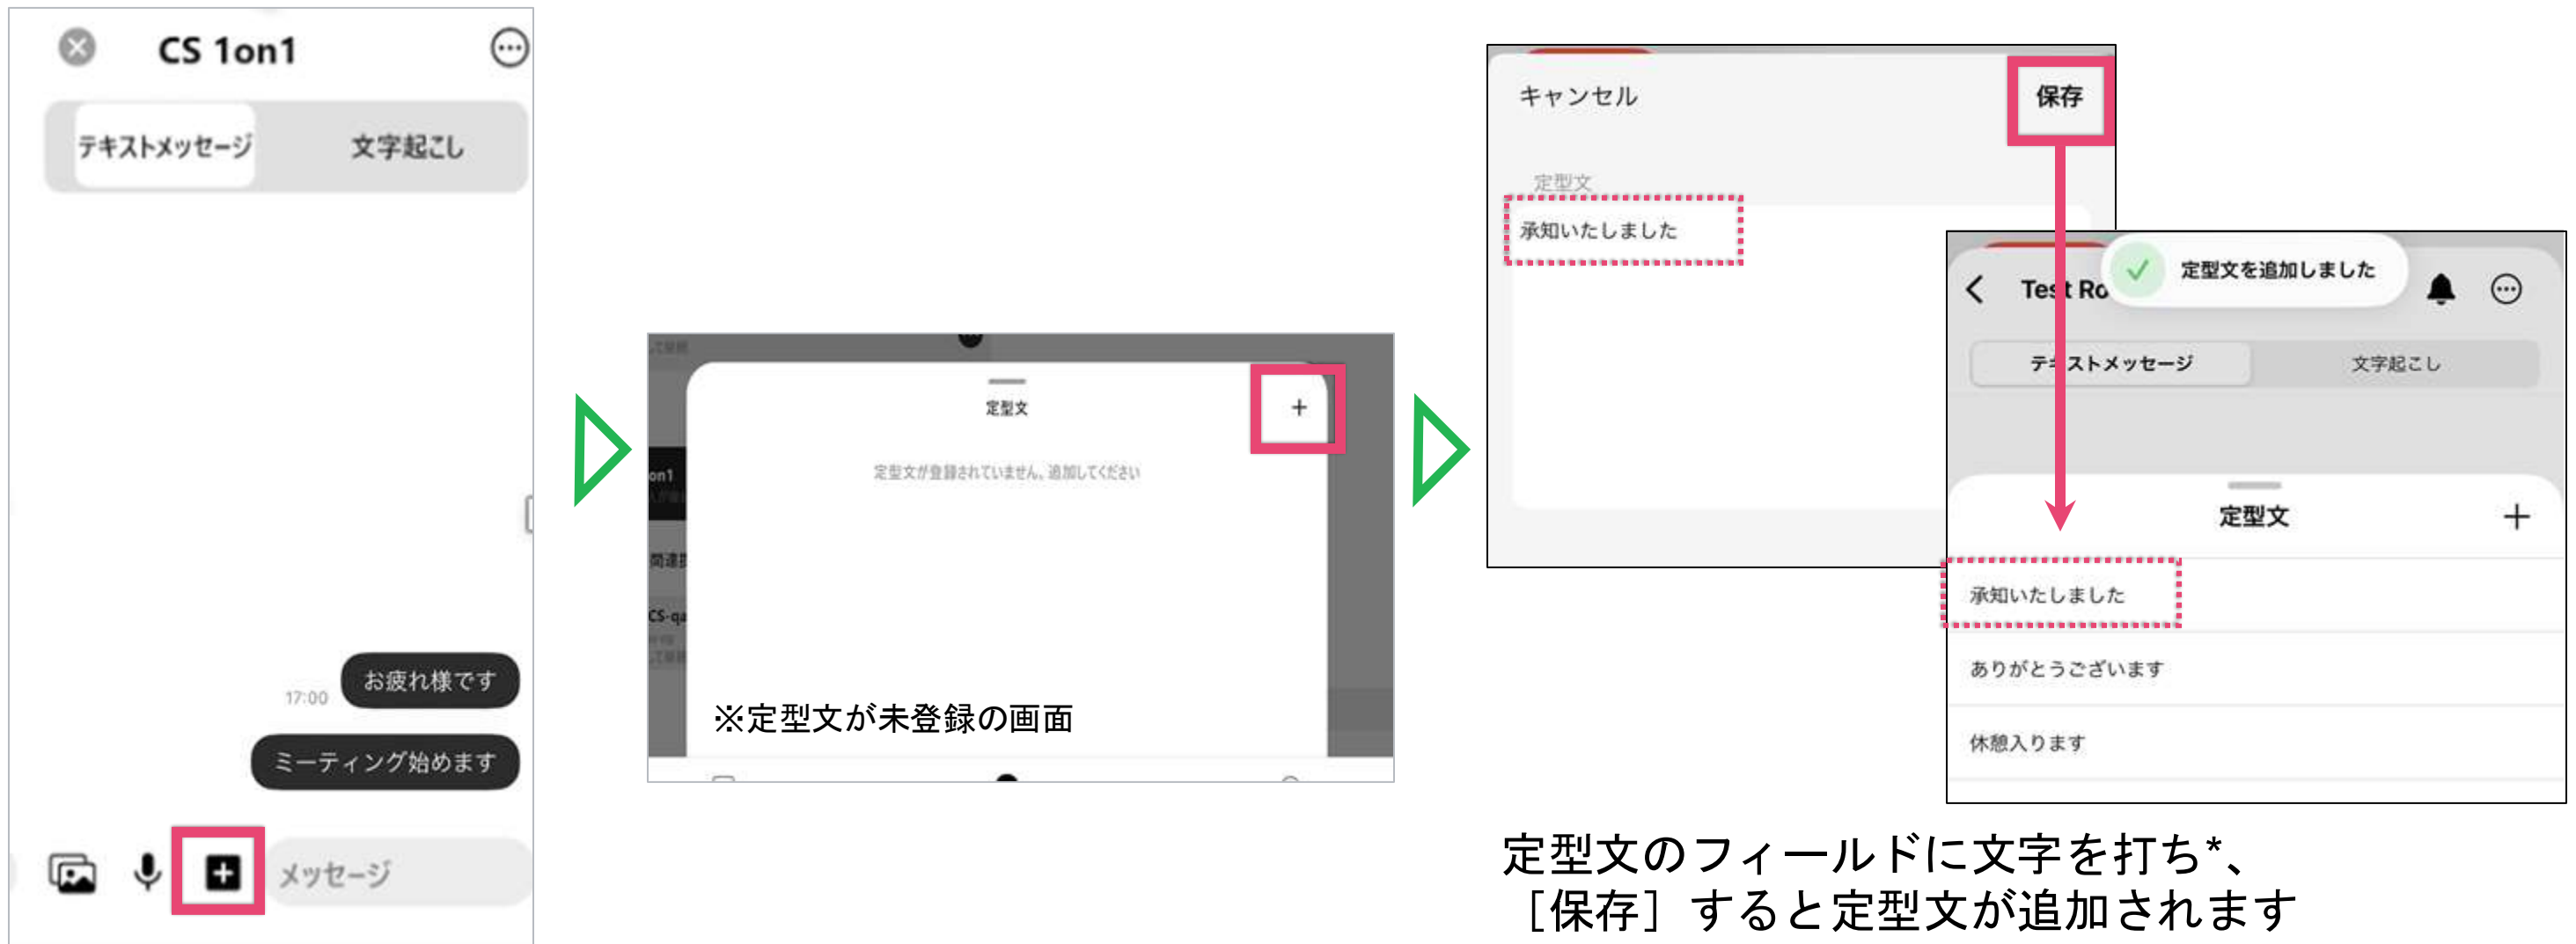 CS 1on1
テキストメッセージ
文字起こし
お疲れ様です
17:00
ミーティング始めます
メッセージ
定型文
+
定型文が登録されていません。追加してください
on1
CS-qa
※定型文が未登録の画面
キャンセル
保存
定型文
承知いたしました
Test Ro
定型文を追加しました
テキストメッセージ
文字起こし
定型文
+
承知いたしました
ありがとうございます
休憩入ります
定型文のフィールドに文字を打ち*、
［保存］すると定型文が追加されます